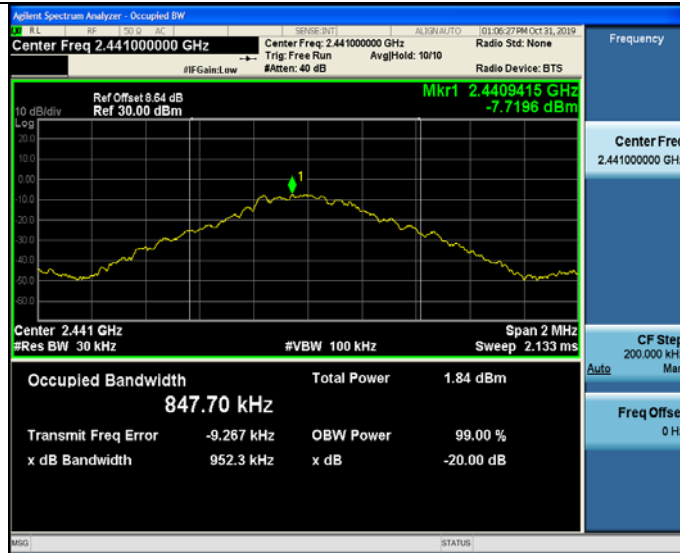 Agilent Spectrum Analyzer - Occupied BW
RL RF 50 Ω AC SENSE:INT ALIGN AUTO 01:06:27 PM Oct 31, 2019
Center Freq 2.441000000 GHz
Center Freq: 2.441000000 GHz
Radio Std: None
Trig: Free Run Avg|Hold: 10/10
#IFGain:Low #Atten: 40 dB Radio Device: BTS
Frequency
Ref Offset 8.64 dB
10 dB/div Ref 30.00 dBm
Mkr1 2.4409415 GHz
-7.7196 dBm
Log
20.0
10.0
0.00
-10.0
-20.0
-30.0
-40.0
-50.0
-60.0
1
Center 2.441 GHz Span 2 MHz
#Res BW 30 kHz #VBW 100 kHz Sweep 2.133 ms
Occupied Bandwidth Total Power 1.84 dBm
847.70 kHz
Transmit Freq Error -9.267 kHz OBW Power 99.00 %
x dB Bandwidth 952.3 kHz x dB -20.00 dB
Center Freq
2.441000000 GHz
CF Step
200.000 kHz
Auto Man
Freq Offset
0 Hz
MSG STATUS